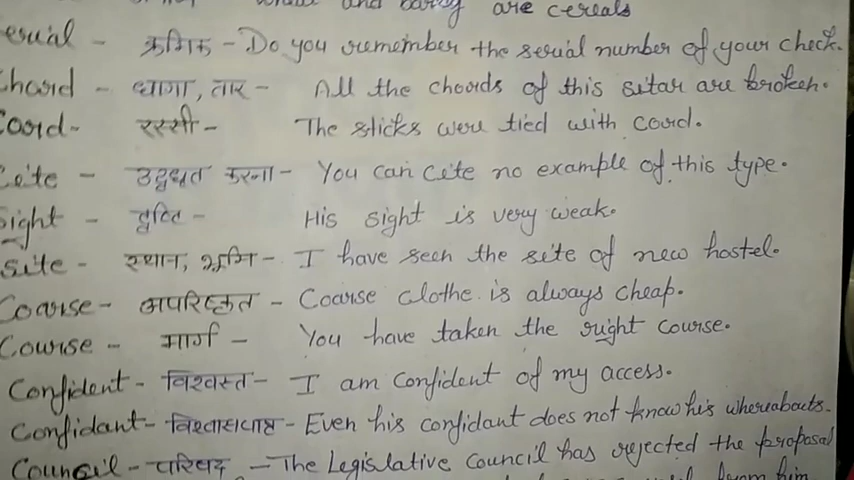 wheat and barley are cereals
erial - क्रमिक - Do you remember the serial number of your check.
Chord - धागा, तार - All the chords of this sitar are broken.
Cord - रस्सी - The sticks were tied with cord.
Cite - उद्धृत करना - You can cite no example of this type.
Sight - दृष्टि - His sight is very weak.
Site - स्थान, भूमि - I have seen the site of new hostel.
Coarse - अपरिष्कृत - Coarse clothe is always cheap.
Course - मार्ग - You have taken the right course.
Confident - विश्वस्त - I am confident of my access.
Confidant - विश्वासपात्र - Even his confidant does not know his whereabouts.
Council - परिषद - The Legislative Council has rejected the proposal
from him